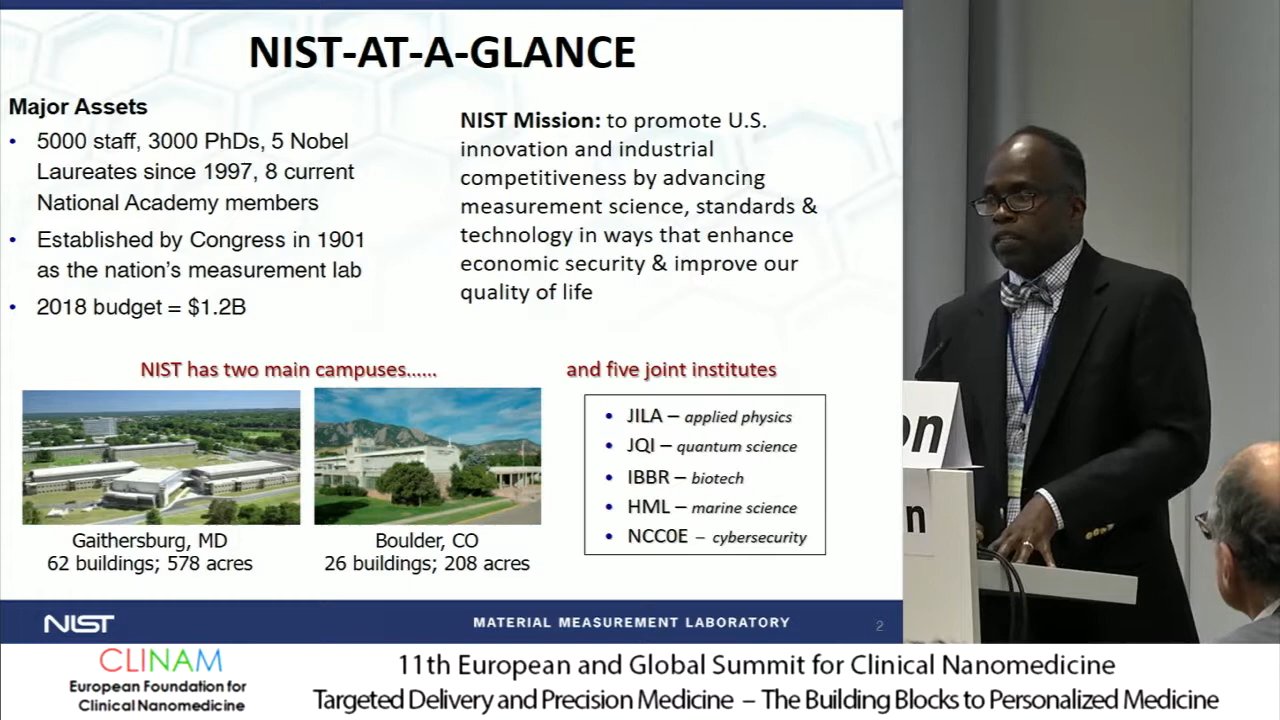 NIST-AT-A-GLANCE
Major Assets
• 5000 staff, 3000 PhDs, 5 Nobel
Laureates since 1997, 8 current
National Academy members
• Established by Congress in 1901
as the nation's measurement lab
• 2018 budget = $1.2B
NIST Mission: to promote U.S.
innovation and industrial
competitiveness by advancing
measurement science, standards &
technology in ways that enhance
economic security & improve our
quality of life
NIST has two main campuses......
Gaithersburg, MD
62 buildings; 578 acres
Boulder, CO
26 buildings; 208 acres
and five joint institutes
• JILA – applied physics
• JQI – quantum science
• IBBR – biotech
• HML – marine science
• NCC0E – cybersecurity
NIST
MATERIAL MEASUREMENT LABORATORY
2
on
n
CLINAM
European Foundation for
Clinical Nanomedicine
11th European and Global Summit for Clinical Nanomedicine
Targeted Delivery and Precision Medicine – The Building Blocks to Personalized Medicine